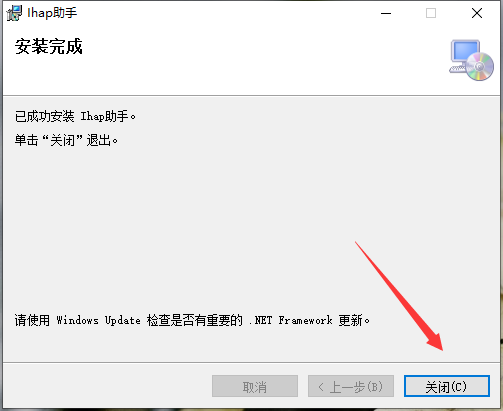 Ihap助手
安装完成
已成功安装 Ihap助手。
单击“关闭”退出。
请使用 Windows Update 检查是否有重要的 .NET Framework 更新。
取消
< 上一步(B)
关闭(C)